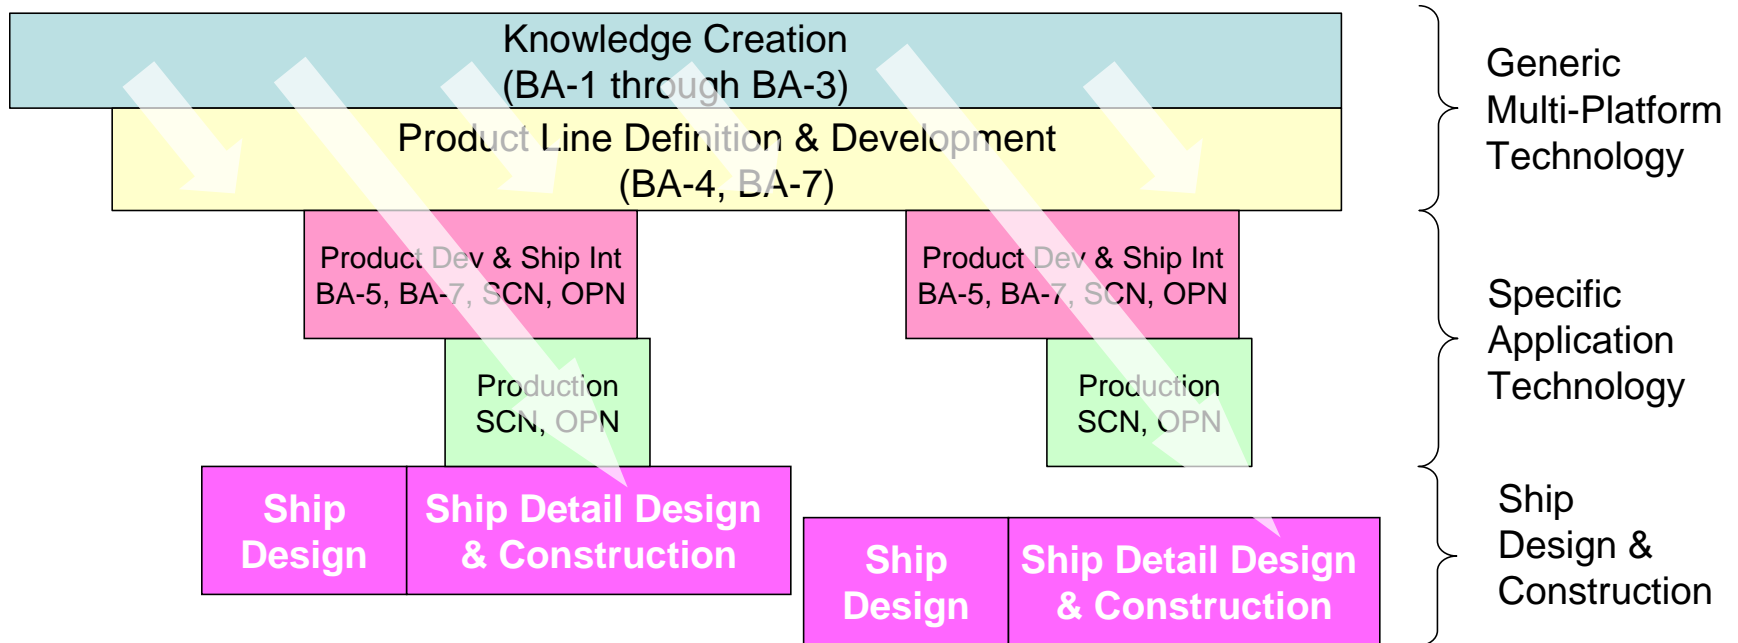 Knowledge Creation
(BA-1 through BA-3)
Product Line Definition & Development
(BA-4, BA-7)
Product Dev & Ship Int
BA-5, BA-7, SCN, OPN
Product Dev & Ship Int
BA-5, BA-7, SCN, OPN
Production
SCN, OPN
Production
SCN, OPN
Ship
Design
Ship Detail Design
& Construction
Ship
Design
Ship Detail Design
& Construction
Generic
Multi-Platform
Technology
Specific
Application
Technology
Ship
Design &
Construction